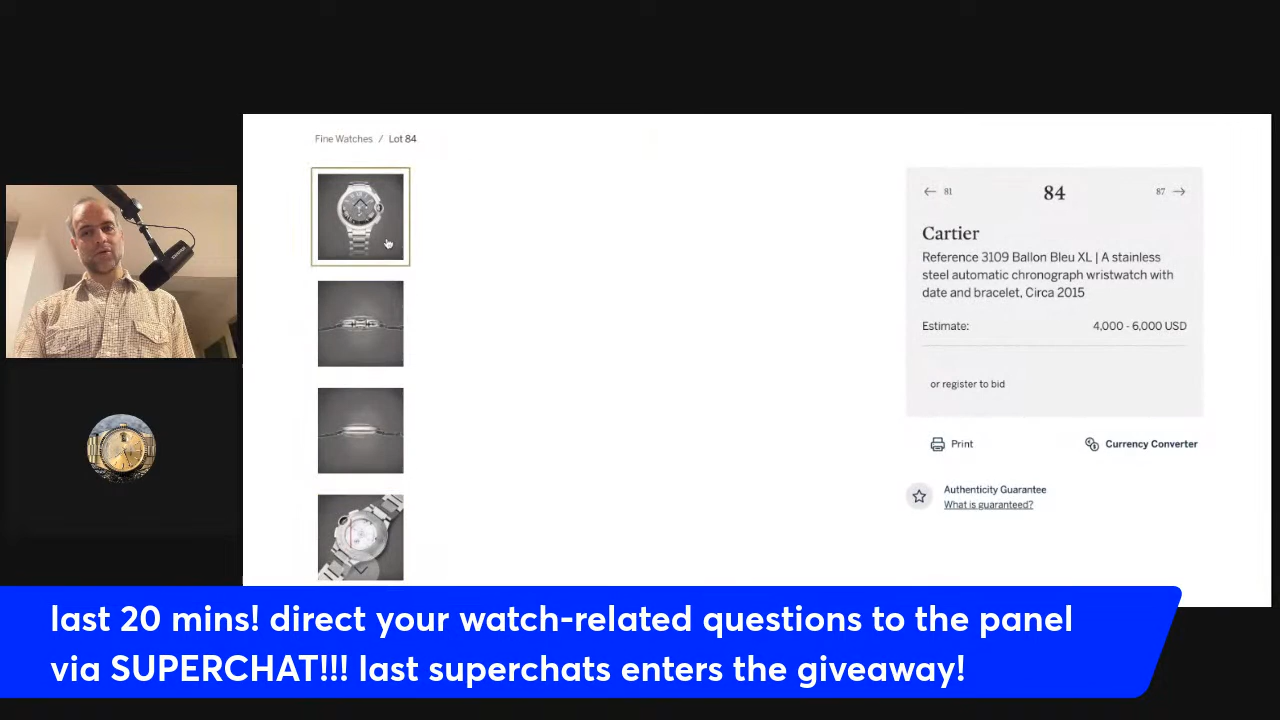 Fine Watches / Lot 84
← 81
84
87 →
Cartier
Reference 3109 Ballon Bleu XL | A stainless
steel automatic chronograph wristwatch with
date and bracelet, Circa 2015
Estimate: 4,000 - 6,000 USD
or register to bid
Print
Currency Converter
Authenticity Guarantee
What is guaranteed?
last 20 mins! direct your watch-related questions to the panel
via SUPERCHAT!!! last superchats enters the giveaway!